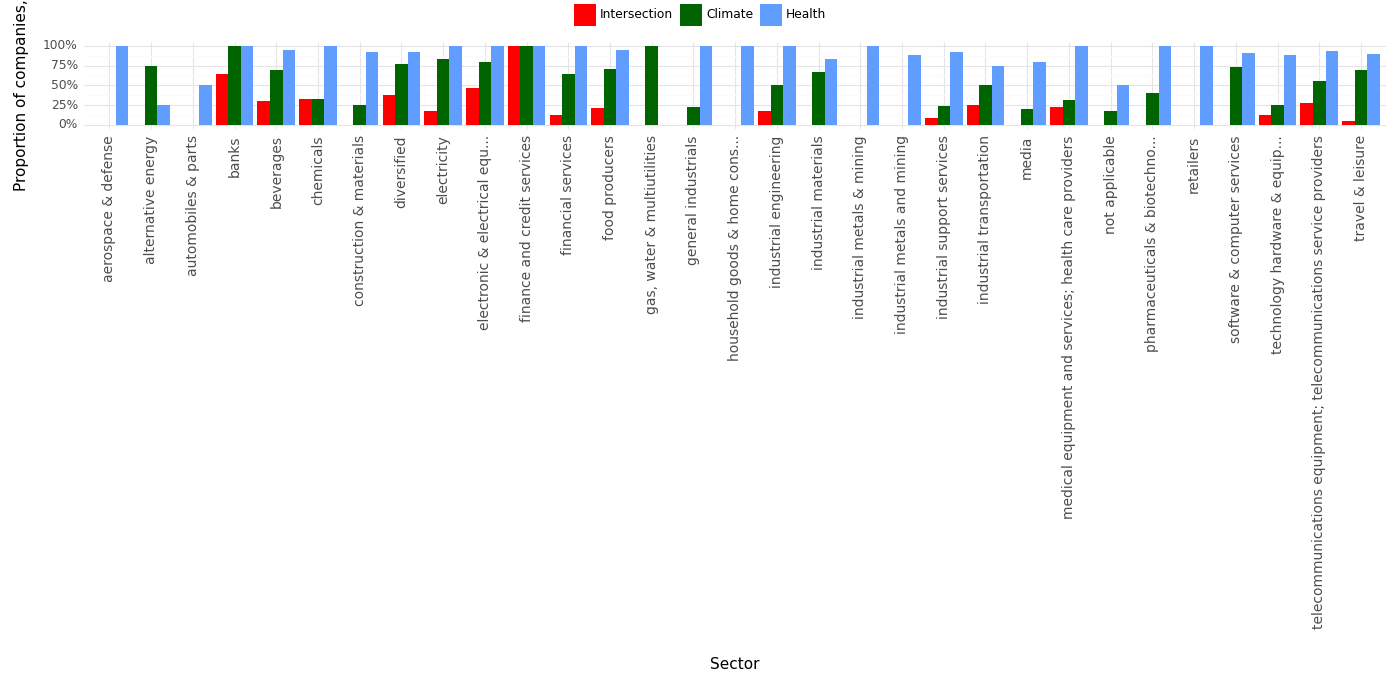 Intersection Climate Health
Proportion of companies,
100%
75%
50%
25%
0%
aerospace & defense
alternative energy
automobiles & parts
banks
beverages
chemicals
construction & materials
diversified
electricity
electronic & electrical equ...
finance and credit services
financial services
food producers
gas, water & multiutilities
general industrials
household goods & home cons...
industrial engineering
industrial materials
industrial metals & mining
industrial metals and mining
industrial support services
industrial transportation
media
medical equipment and services; health care providers
not applicable
pharmaceuticals & biotechno...
retailers
software & computer services
technology hardware & equip...
telecommunications equipment; telecommunications service providers
travel & leisure
Sector